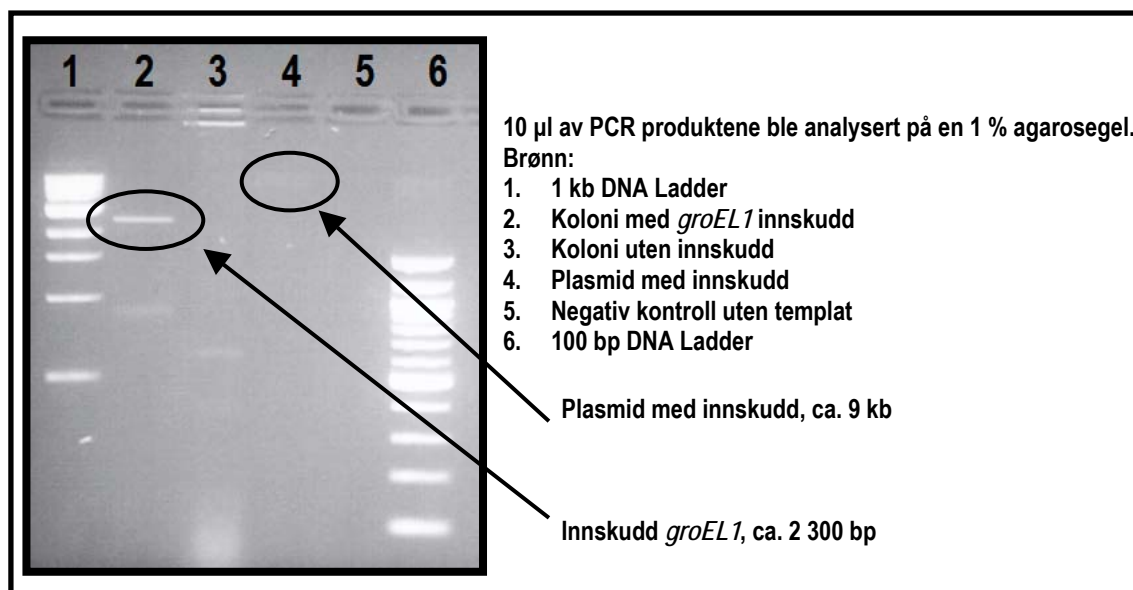 1 2 3 4 5 6
10 µl av PCR produktene ble analysert på en 1 % agarosegel.
Brønn:
1. 1 kb DNA Ladder
2. Koloni med groEL1 innskudd
3. Koloni uten innskudd
4. Plasmid med innskudd
5. Negativ kontroll uten templat
6. 100 bp DNA Ladder
Plasmid med innskudd, ca. 9 kb
Innskudd groEL1, ca. 2 300 bp